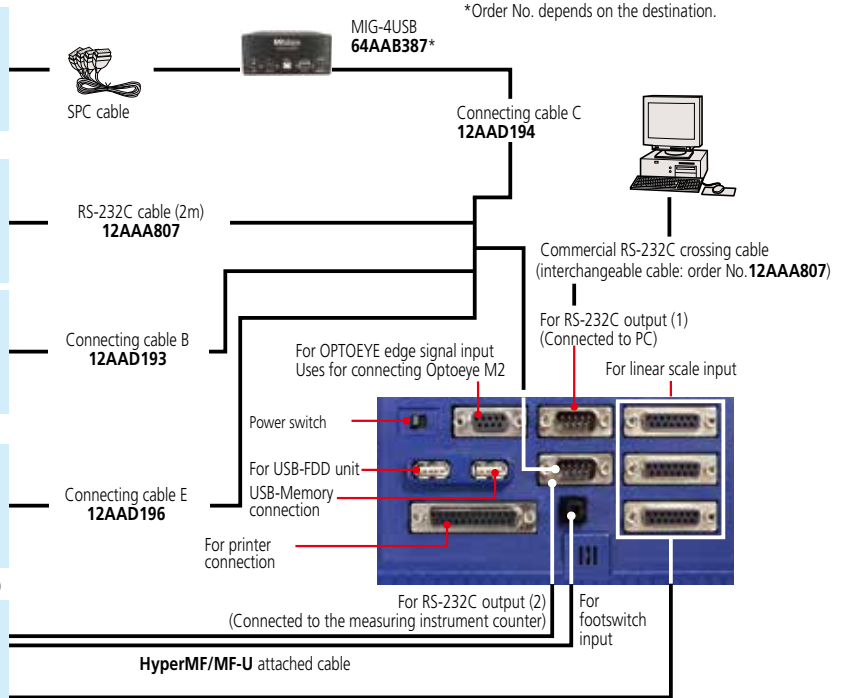 *Order No. depends on the destination.
MIG-4USB
64AAB387*
SPC cable
Connecting cable C
12AAD194
RS-232C cable (2m)
12AAA807
Commercial RS-232C crossing cable
(interchangeable cable: order No.12AAA807)
For RS-232C output (1)
(Connected to PC)
Connecting cable B
12AAD193
For OPTOEYE edge signal input
Uses for connecting Optoeye M2
For linear scale input
Power switch
For USB-FDD unit
USB-Memory
connection
Connecting cable E
12AAD196
For printer
connection
For RS-232C output (2)
(Connected to the measuring instrument counter)
For
footswitch
input
HyperMF/MF-U attached cable